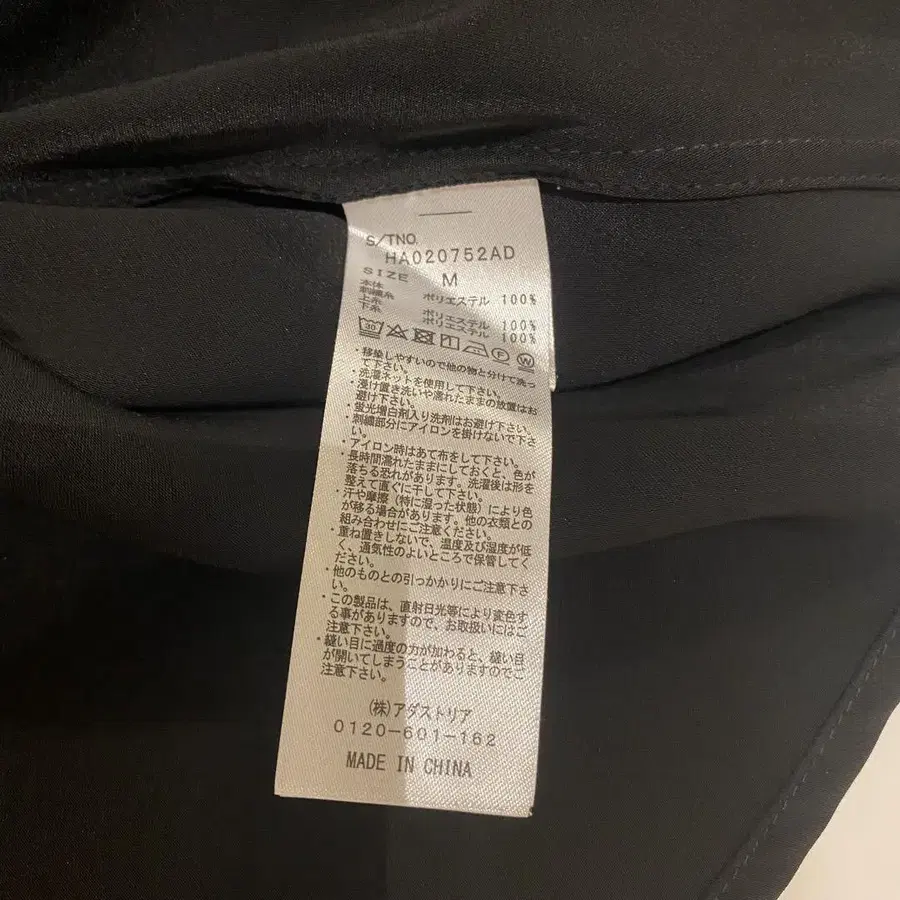 S/TNO.
HA020752AD
SIZE M
本体 ポリエステル 100%
刺繍糸
上糸 ポリエステル 100%
下糸 ポリエステル 100%
30 F W
・移染しやすいので他の物と分けて洗っ
て下さい。
・洗濯ネットを使用して下さい。
・浸け置き洗いや濡れたままの放置はお
避け下さい。
・蛍光増白剤入り洗剤はお避け下さい。
・刺繍部分にアイロンを掛けないで下さ
い。
・アイロン時はあて布をして下さい。
・長時間濡れたままにしておくと、色が
落ちる恐れがあります。洗濯後は形を
整えて直ぐに干して下さい。
・汗や摩擦（特に湿った状態）により色
が移る場合があります。他の衣類との
組み合わせにご注意ください。
・重ね置きしないで、温度及び湿度が低
く、通気性のよいところで保管してく
ださい。
・他のものとの引っかかりにご注意下さ
い。
・この製品は、直射日光等により変色す
る事がありますので、お取扱いにはご
注意下さい。
・縫い目に過度の力が加わると、縫い目
が開いてしまうことがありますのでご
注意下さい。
(株)アダストリア
0120-601-162
MADE IN CHINA